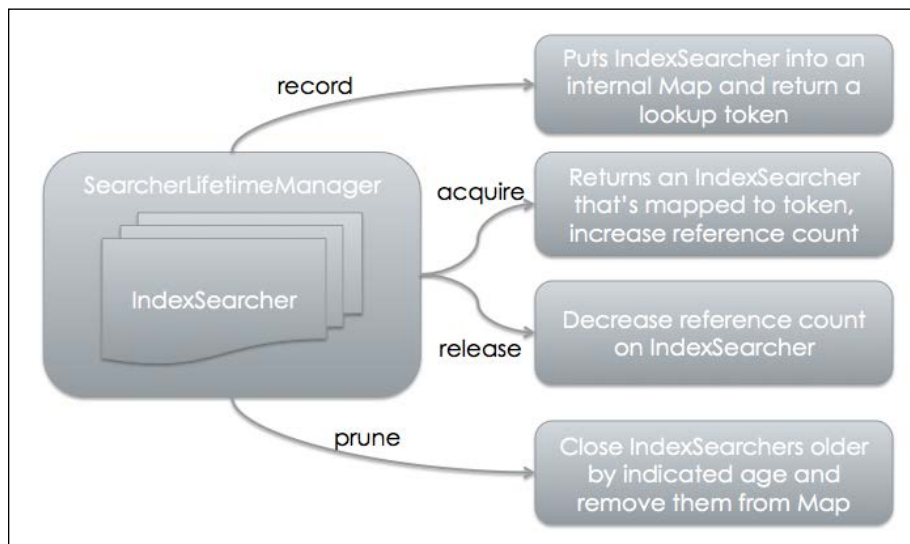 record
Puts IndexSearcher into an
internal Map and return a
lookup token
SearcherLifetimeManager
IndexSearcher
acquire
Returns an IndexSearcher
that's mapped to token,
increase reference count
release
Decrease reference count
on IndexSearcher
prune
Close IndexSearchers older
by indicated age and
remove them from Map